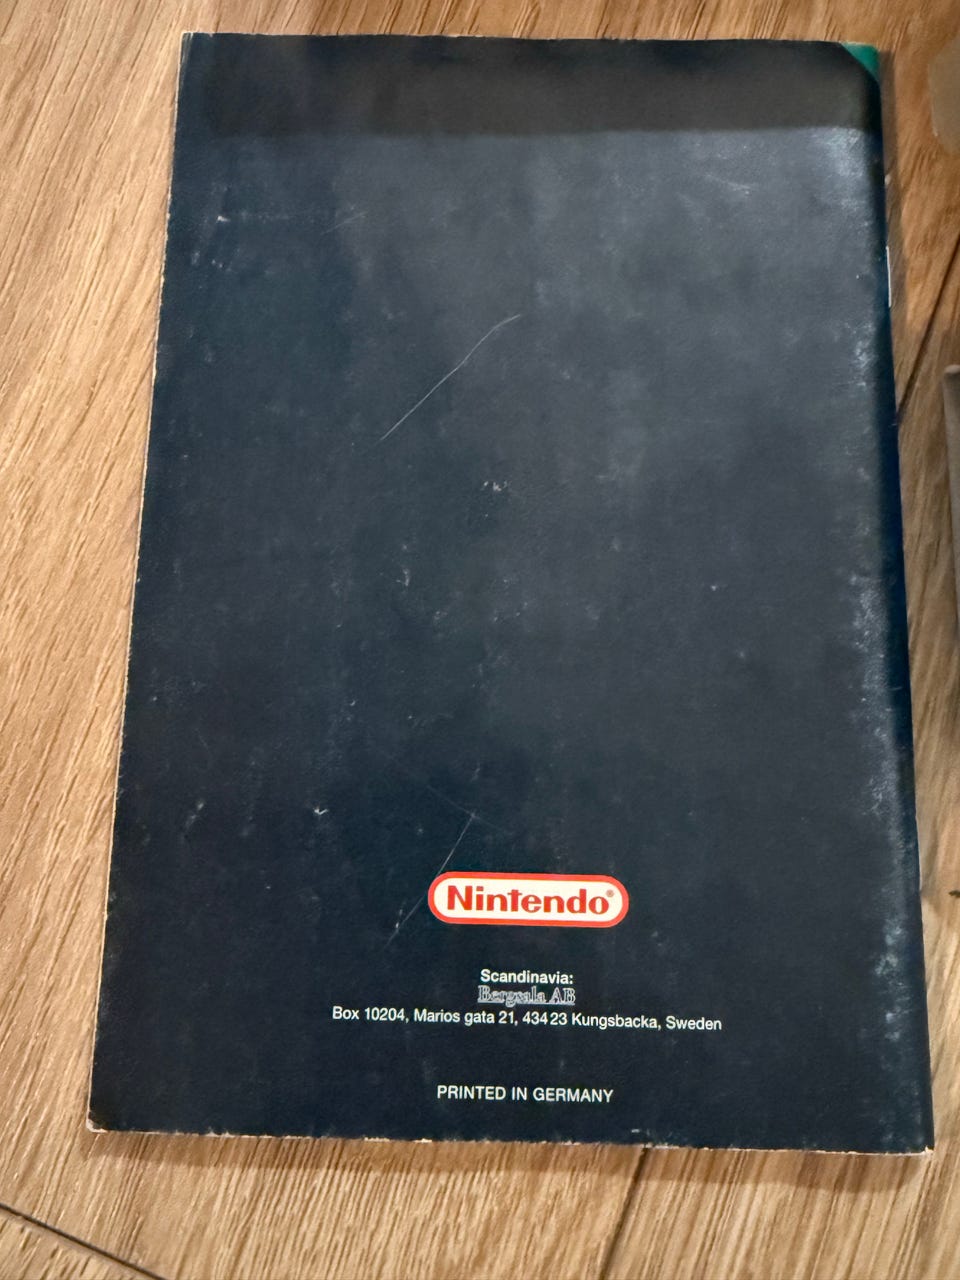 Nintendo®
Scandinavia:
Bergsala AB
Box 10204, Marios gata 21, 434 23 Kungsbacka, Sweden
PRINTED IN GERMANY